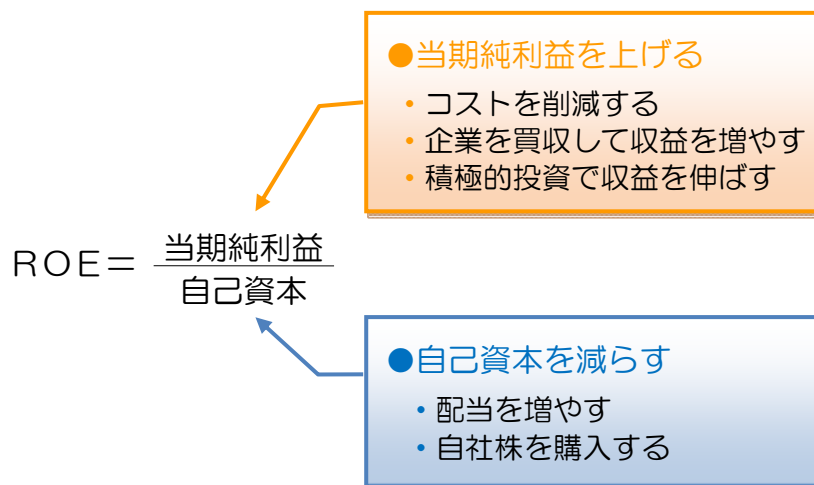 ●当期純利益を上げる
・コストを削減する
・企業を買収して収益を増やす
・積極的投資で収益を伸ばす
ROE＝ 当期純利益
自己資本
●自己資本を減らす
・配当を増やす
・自社株を購入する